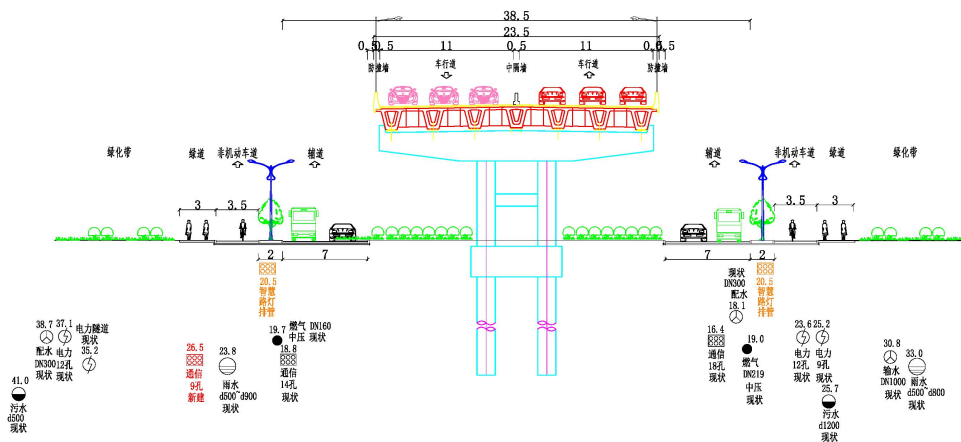 38.5
23.5
0.5 0.5 11 0.5 11 0.5 0.5
防撞墙 车行道 中隔墙 车行道 防撞墙
绿化带 绿道 非机动车道 辅道 辅道 非机动车道 绿道 绿化带
3 3.5 3.5 3
2 7 7 2
20.5
智慧
路灯
排管
现状
DN300
配水
18.1
20.5
智慧
路灯
排管
38.7
配水
DN300
现状
37.1
电力
12孔
现状
电力隧道
现状
35.2
41.0
污水
d500
现状
26.5
通信
9孔
新建
23.8
雨水
d500~d900
现状
19.7
燃气 DN160
中压 现状
18.8
通信
14孔
现状
16.4
通信
18孔
现状
19.0
燃气
DN219
中压
现状
23.6
电力
12孔
现状
25.2
电力
9孔
现状
25.7
污水
d1200
现状
30.8
输水
DN1000
现状
33.0
雨水
d500~d800
现状